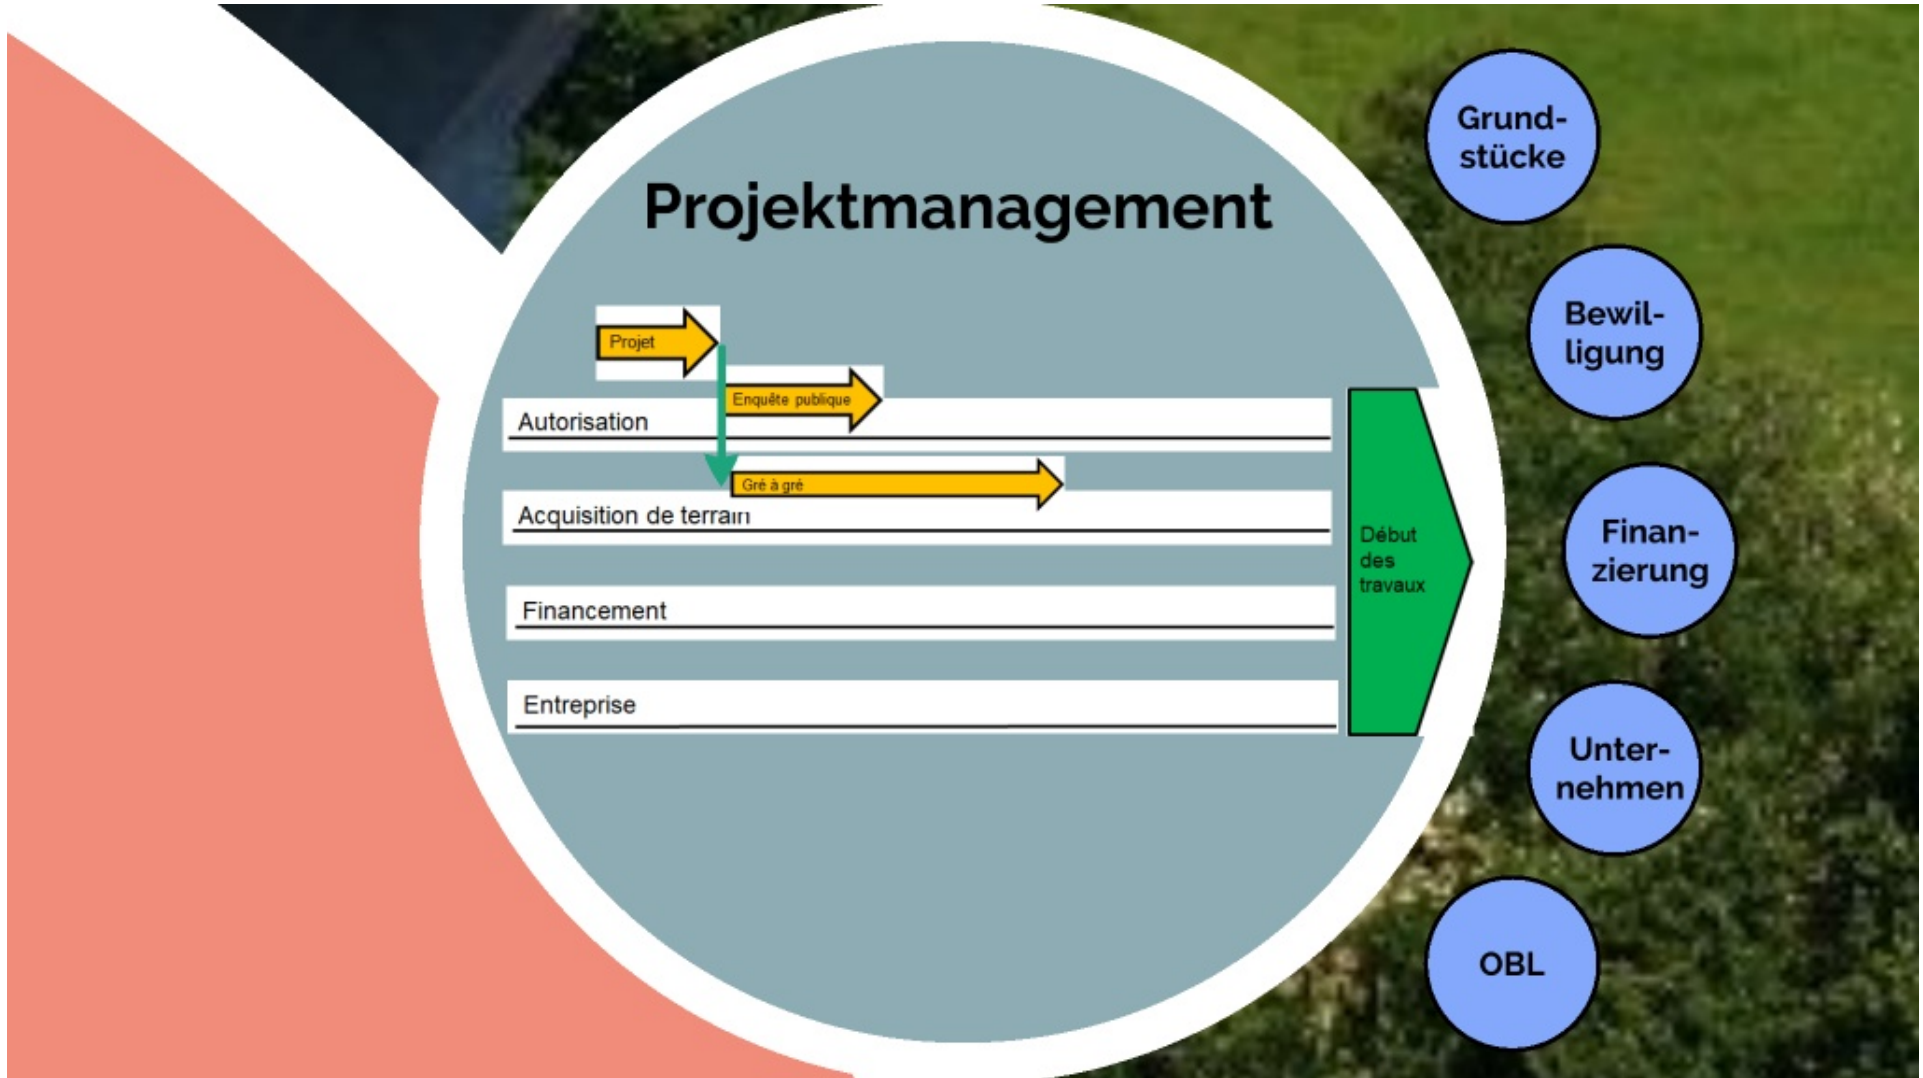 Projektmanagement
Projet
Enquête publique
Autorisation
Gré à gré
Acquisition de terrain
Financement
Entreprise
Début
des
travaux
Grund-
stücke
Bewil-
ligung
Finan-
zierung
Unter-
nehmen
OBL